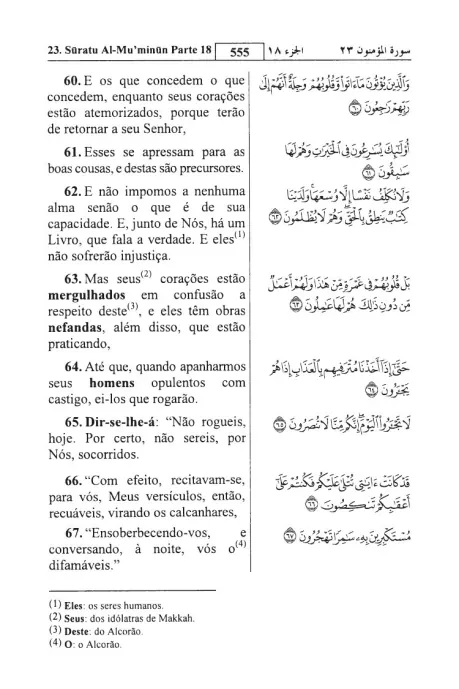 23. Sūratu Al-Mu'minūn Parte 18 555 الجزء ١٨ سورة المؤمنون ٢٣
60. E os que concedem o que
concedem, enquanto seus corações
estão atemorizados, porque terão
de retornar a seu Senhor,
61. Esses se apressam para as
boas cousas, e destas são precursores.
62. E não impomos a nenhuma
alma senão o que é de sua
capacidade. E, junto de Nós, há um
Livro, que fala a verdade. E eles(1)
não sofrerão injustiça.
63. Mas seus(2) corações estão
mergulhados em confusão a
respeito deste(3), e eles têm obras
nefandas, além disso, que estão
praticando,
64. Até que, quando apanharmos
seus homens opulentos com
castigo, ei-los que rogarão.
65. Dir-se-lhe-á: “Não rogueis,
hoje. Por certo, não sereis, por
Nós, socorridos.
66. “Com efeito, recitavam-se,
para vós, Meus versículos, então,
recuáveis, virando os calcanhares,
67. “Ensoberbecendo-vos, e
conversando, à noite, vós o(4)
difamáveis.”
وَالَّذِينَ يُؤْتُونَ مَا ءَاتَوا وَّقُلُوبُهُمْ وَجِلَةٌ أَنَّهُمْ إِلَىٰ
رَبِّهِمْ رَٰجِعُونَ ٦٠
أُوْلَٰٓئِكَ يُسَٰرِعُونَ فِي الْخَيْرَٰتِ وَهُمْ لَهَا
سَٰبِقُونَ ٦١
وَلَا نُكَلِّفُ نَفْسًا إِلَّا وُسْعَهَا وَلَدَيْنَا
كِتَٰبٌ يَنطِقُ بِالْحَقِّ وَهُمْ لَا يُظْلَمُونَ ٦٢
بَلْ قُلُوبُهُمْ فِي غَمْرَةٍ مِّنْ هَٰذَا وَلَهُمْ أَعْمَٰلٌ
مِّن دُونِ ذَٰلِكَ هُمْ لَهَا عَٰمِلُونَ ٦٣
حَتَّىٰٓ إِذَآ أَخَذْنَا مُتْرَفِيهِم بِالْعَذَابِ إِذَا هُمْ
يَجْـَٔرُونَ ٦٤
لَا تَجْـَٔرُوا الْيَوْمَ إِنَّكُم مِّنَّا لَا تُنصَرُونَ ٦٥
قَدْ كَانَتْ ءَايَٰتِي تُتْلَىٰ عَلَيْكُمْ فَكُنتُمْ عَلَىٰٓ
أَعْقَٰبِكُمْ تَنكِصُونَ ٦٦
مُسْتَكْبِرِينَ بِهِۦ سَٰمِرًا تَهْجُرُونَ ٦٧
(1) Eles: os seres humanos.
(2) Seus: dos idólatras de Makkah.
(3) Deste: do Alcorão.
(4) O: o Alcorão.